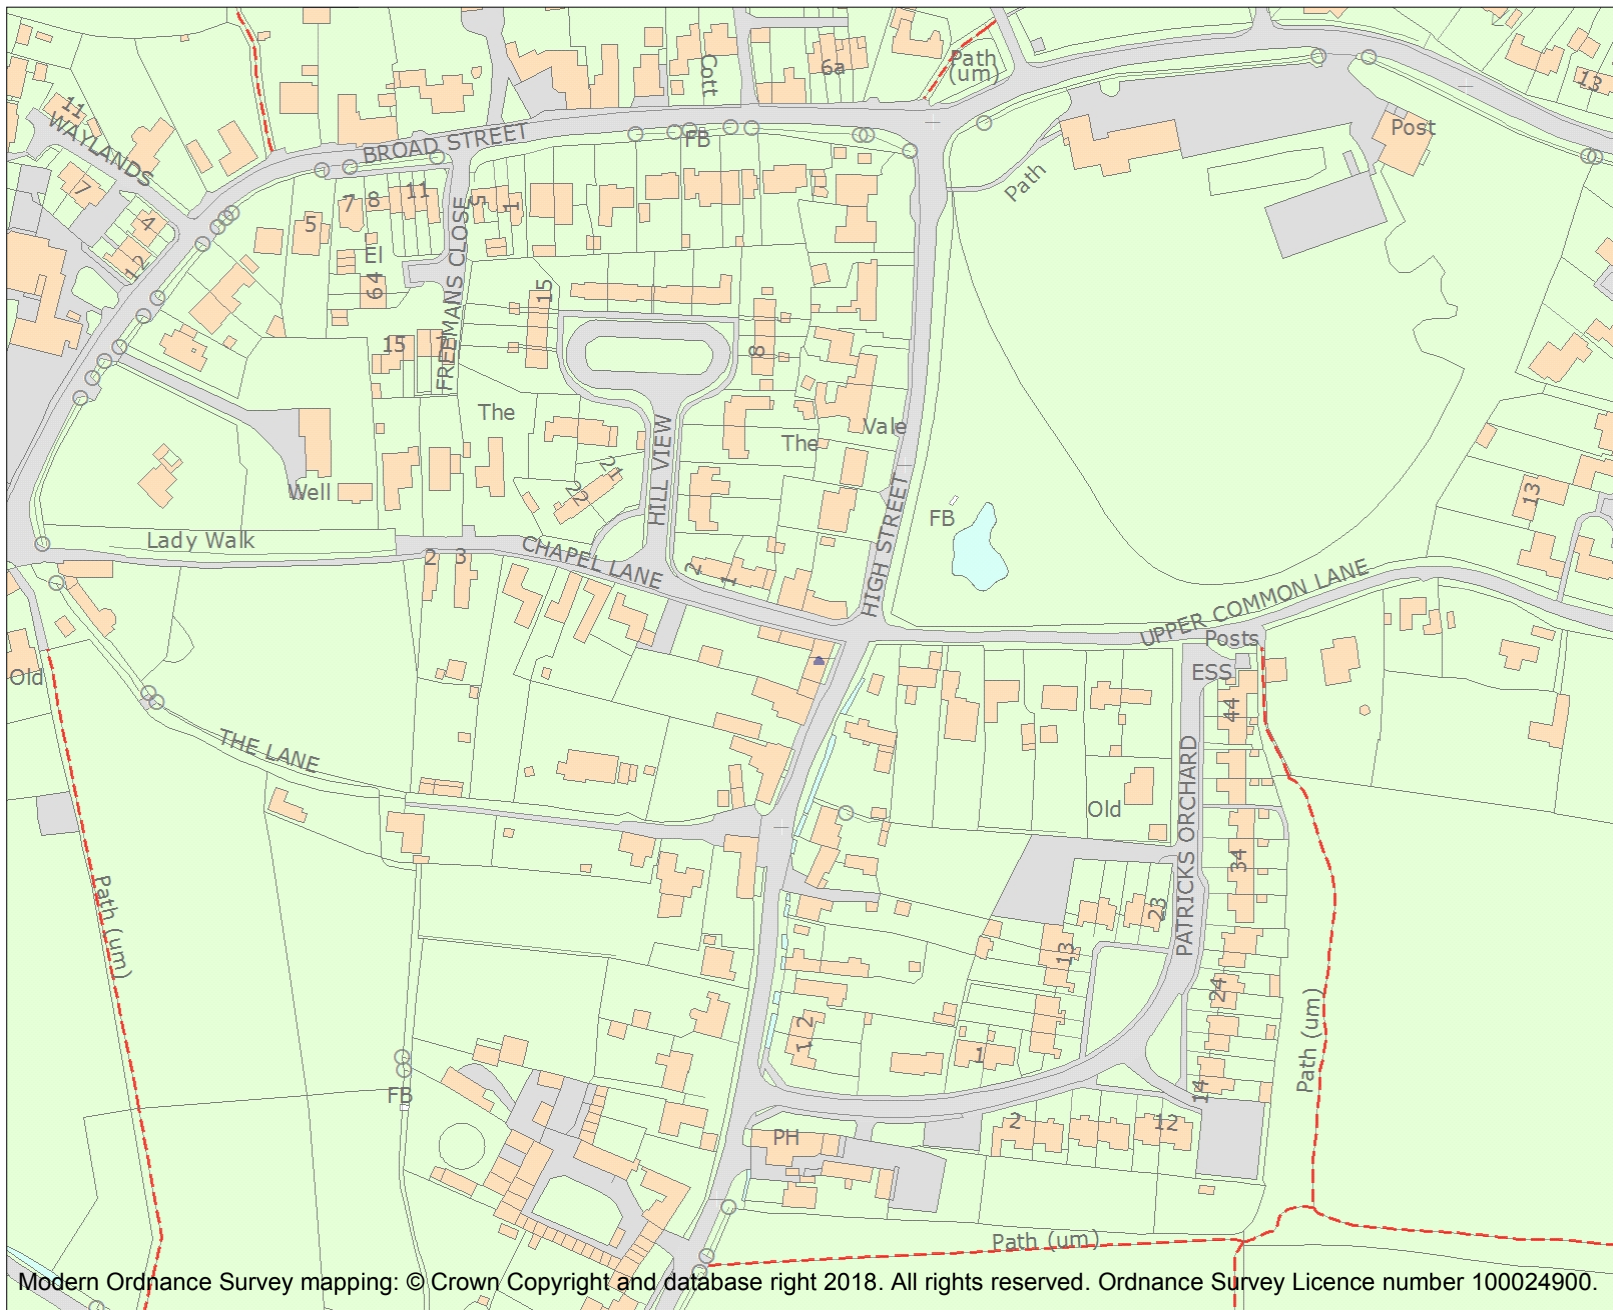 Cott
6a
Path
(um)
13
Post
11
WAYLANDS
BROAD STREET
FB
7
4
12
5
7
8
11
5
1
El
64
FREEMANS CLOSE
15
15
7
8
Path
The
The
Vale
21
22
HILL VIEW
HIGH STREET
FB
13
Well
Lady Walk
2
3
CHAPEL LANE
2
1
UPPER COMMON LANE
Posts
ESS
44
Old
THE LANE
Old
PATRICKS ORCHARD
34
23
13
24
Path (um)
Path (um)
1 2
1
14
FB
2
12
PH
Path (um)
Modern Ordnance Survey mapping: © Crown Copyright and database right 2018. All rights reserved. Ordnance Survey Licence number 100024900.